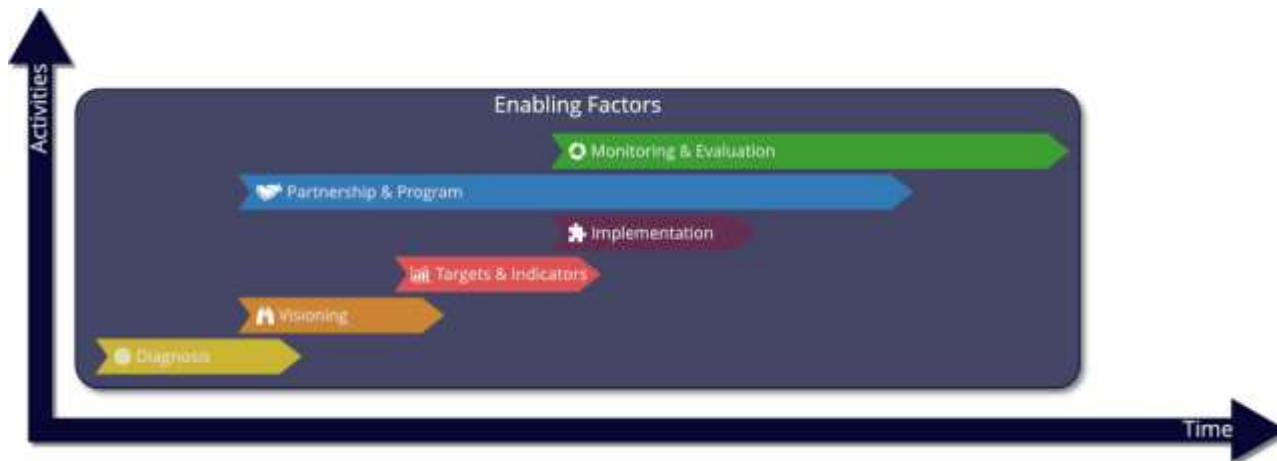 Activities
Enabling Factors
Monitoring & Evaluation
Partnership & Program
Implementation
Targets & Indicators
Visioning
Diagnosis
Time